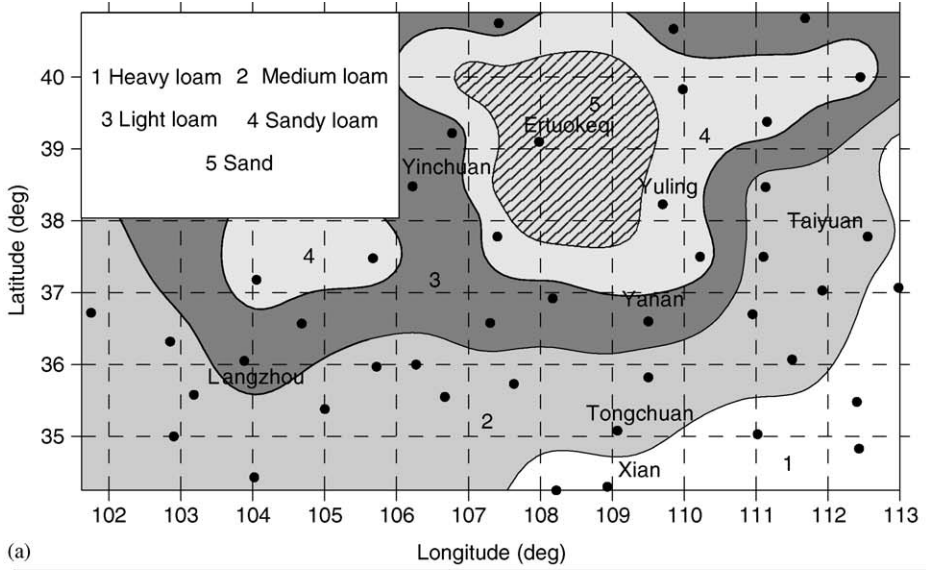 1 Heavy loam 2 Medium loam
3 Light loam 4 Sandy loam
5 Sand
40
39
38
37
36
35
Latitude (deg)
5
Ertuokeqi
4
Yinchuan
Yuling
Taiyuan
4
3
Yanan
Langzhou
2
Tongchuan
Xian
1
102 103 104 105 106 107 108 109 110 111 112 113
(a)
Longitude (deg)